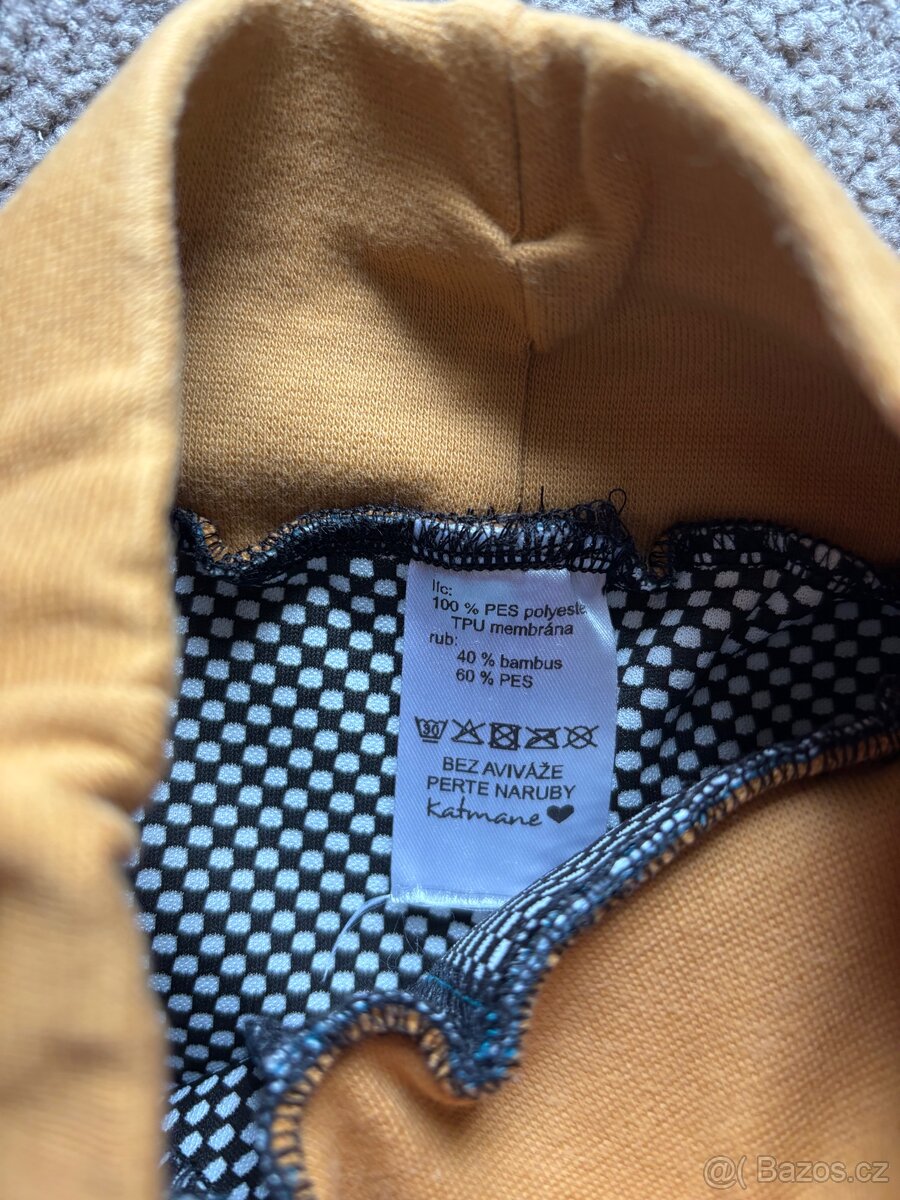 líc:
100 % PES polyeste
TPU membrána
rub:
40 % bambus
60 % PES
30
BEZ AVIVÁŽE
PERTE NARUBY
Katmane
@( Bazos.cz